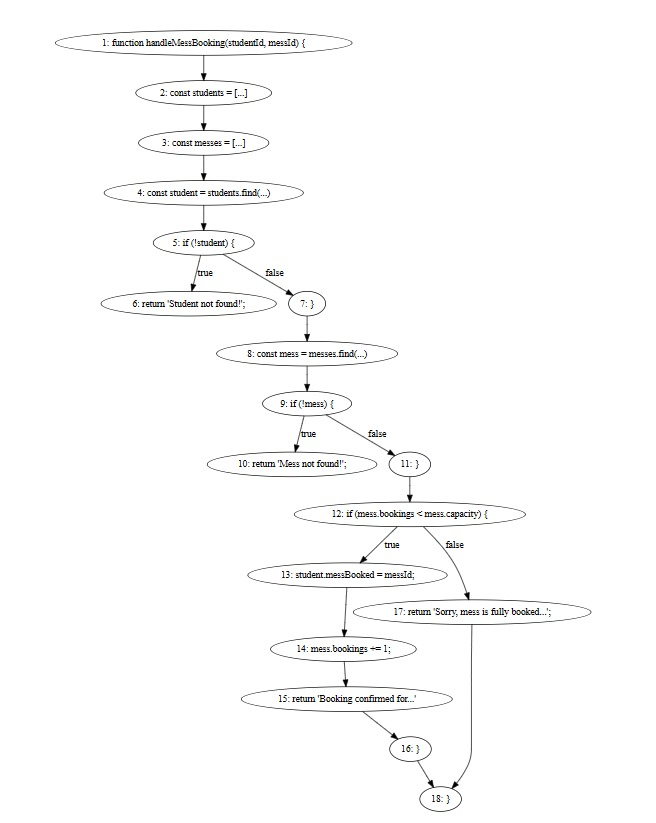 1: function handleMessBooking(studentId, messId) {
2: const students = [...]
3: const messes = [...]
4: const student = students.find(...)
5: if (!student) {
true
false
6: return 'Student not found!';
7: }
8: const mess = messes.find(...)
9: if (!mess) {
true
false
10: return 'Mess not found!';
11: }
12: if (mess.bookings < mess.capacity) {
true
false
13: student.messBooked = messId;
17: return 'Sorry, mess is fully booked...';
14: mess.bookings += 1;
15: return 'Booking confirmed for...'
16: }
18: }